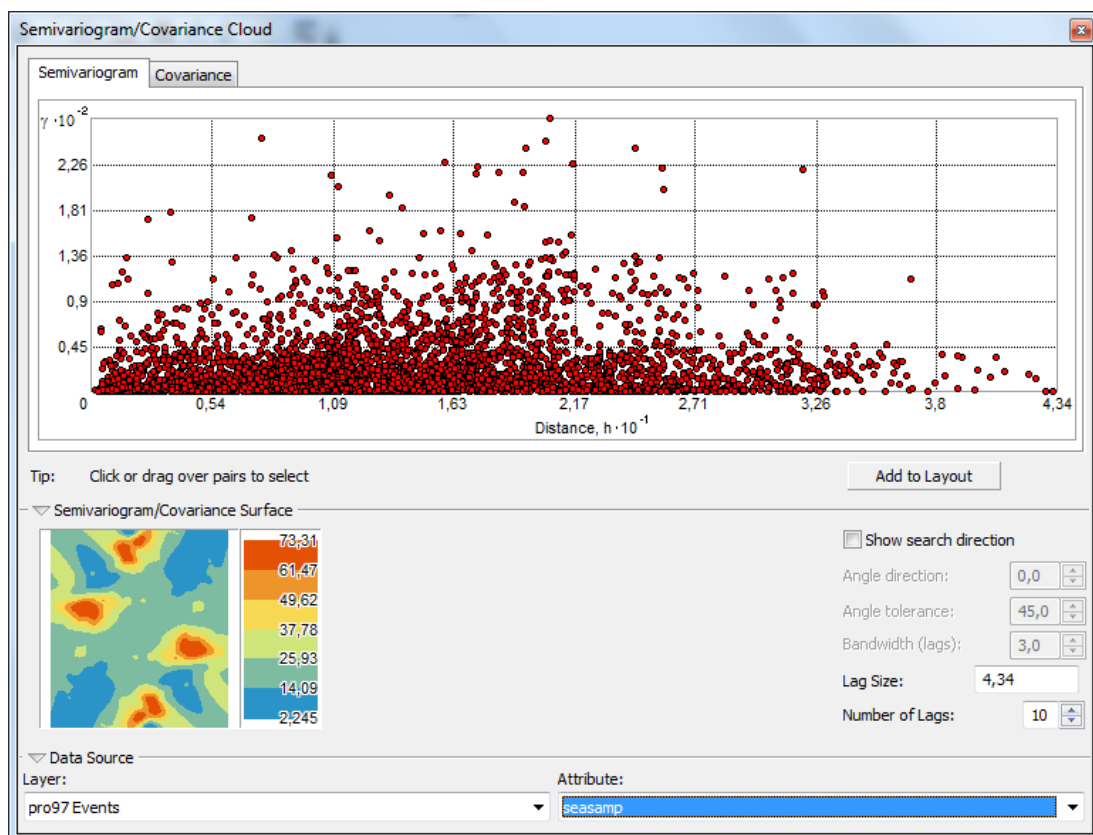 Semivariogram/Covariance Cloud
Semivariogram Covariance
γ·10⁻²
2,26
1,81
1,36
0,9
0,45
0 0,54 1,09 1,63 2,17 2,71 3,26 3,8 4,34
Distance, h·10⁻¹
Tip: Click or drag over pairs to select
Add to Layout
Semivariogram/Covariance Surface
73,31
61,47
49,62
37,78
25,93
14,09
2,245
Show search direction
Angle direction: 0,0
Angle tolerance: 45,0
Bandwidth (lags): 3,0
Lag Size: 4,34
Number of Lags: 10
Data Source
Layer: Attribute:
pro97 Events seasamp